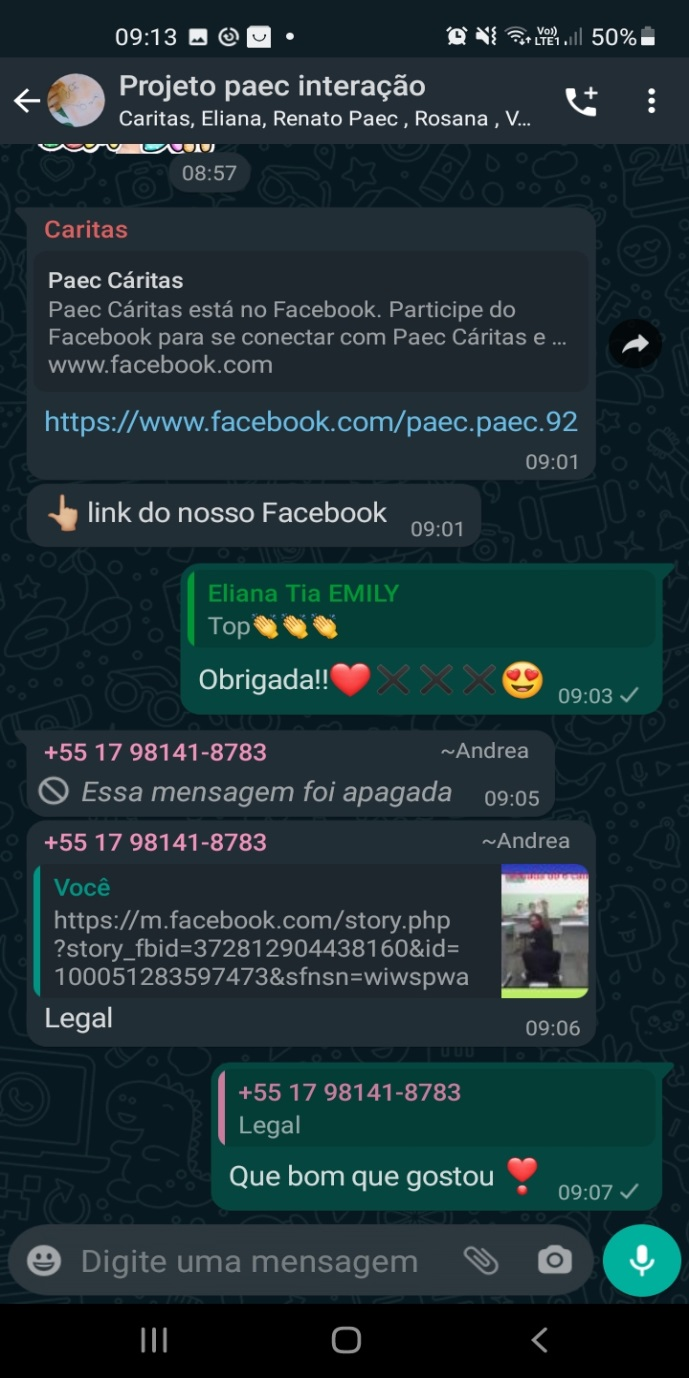 09:13
Vo))
LTE1
50%
Projeto paec interação
Caritas, Eliana, Renato Paec , Rosana , V...
08:57
Caritas
Paec Cáritas
Paec Cáritas está no Facebook. Participe do
Facebook para se conectar com Paec Cáritas e ...
www.facebook.com
https://www.facebook.com/paec.paec.92
09:01
👆🏼 link do nosso Facebook
09:01
Eliana Tia EMILY
Top👏👏👏
Obrigada!!❤️✖️✖️✖️😍
09:03
+55 17 98141-8783 ~Andrea
Essa mensagem foi apagada
09:05
+55 17 98141-8783 ~Andrea
Você
https://m.facebook.com/story.php
?story_fbid=372812904438160&id=
100051283597473&sfnsn=wiwspwa
Legal
09:06
+55 17 98141-8783
Legal
Que bom que gostou ❣️
09:07
Digite uma mensagem